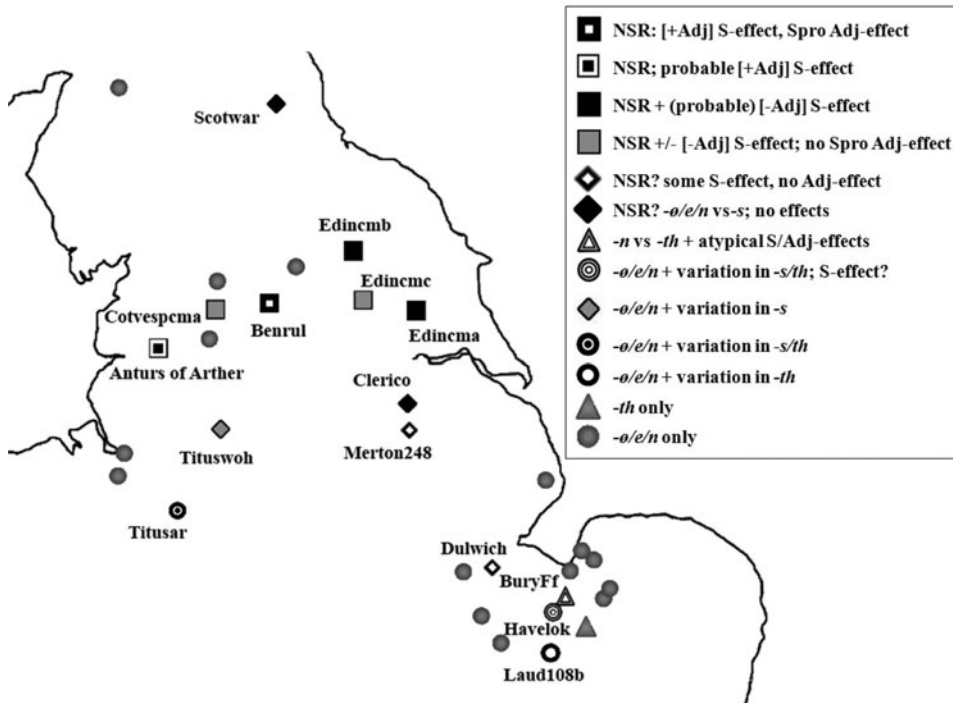 NSR: [+Adj] S-effect, Spro Adj-effect
NSR; probable [+Adj] S-effect
NSR + (probable) [-Adj] S-effect
NSR +/- [-Adj] S-effect; no Spro Adj-effect
NSR? some S-effect, no Adj-effect
NSR? -ø/e/n vs-s; no effects
-n vs -th + atypical S/Adj-effects
-ø/e/n + variation in -s/th; S-effect?
-ø/e/n + variation in -s
-ø/e/n + variation in -s/th
-ø/e/n + variation in -th
-th only
-ø/e/n only
Scotwar
Edincmb
Edincmc
Cotvespcma
Benrul
Edincma
Anturs of Arther
Clerico
Tituswoh
Merton248
Titusar
Dulwich
BuryFf
Havelok
Laud108b